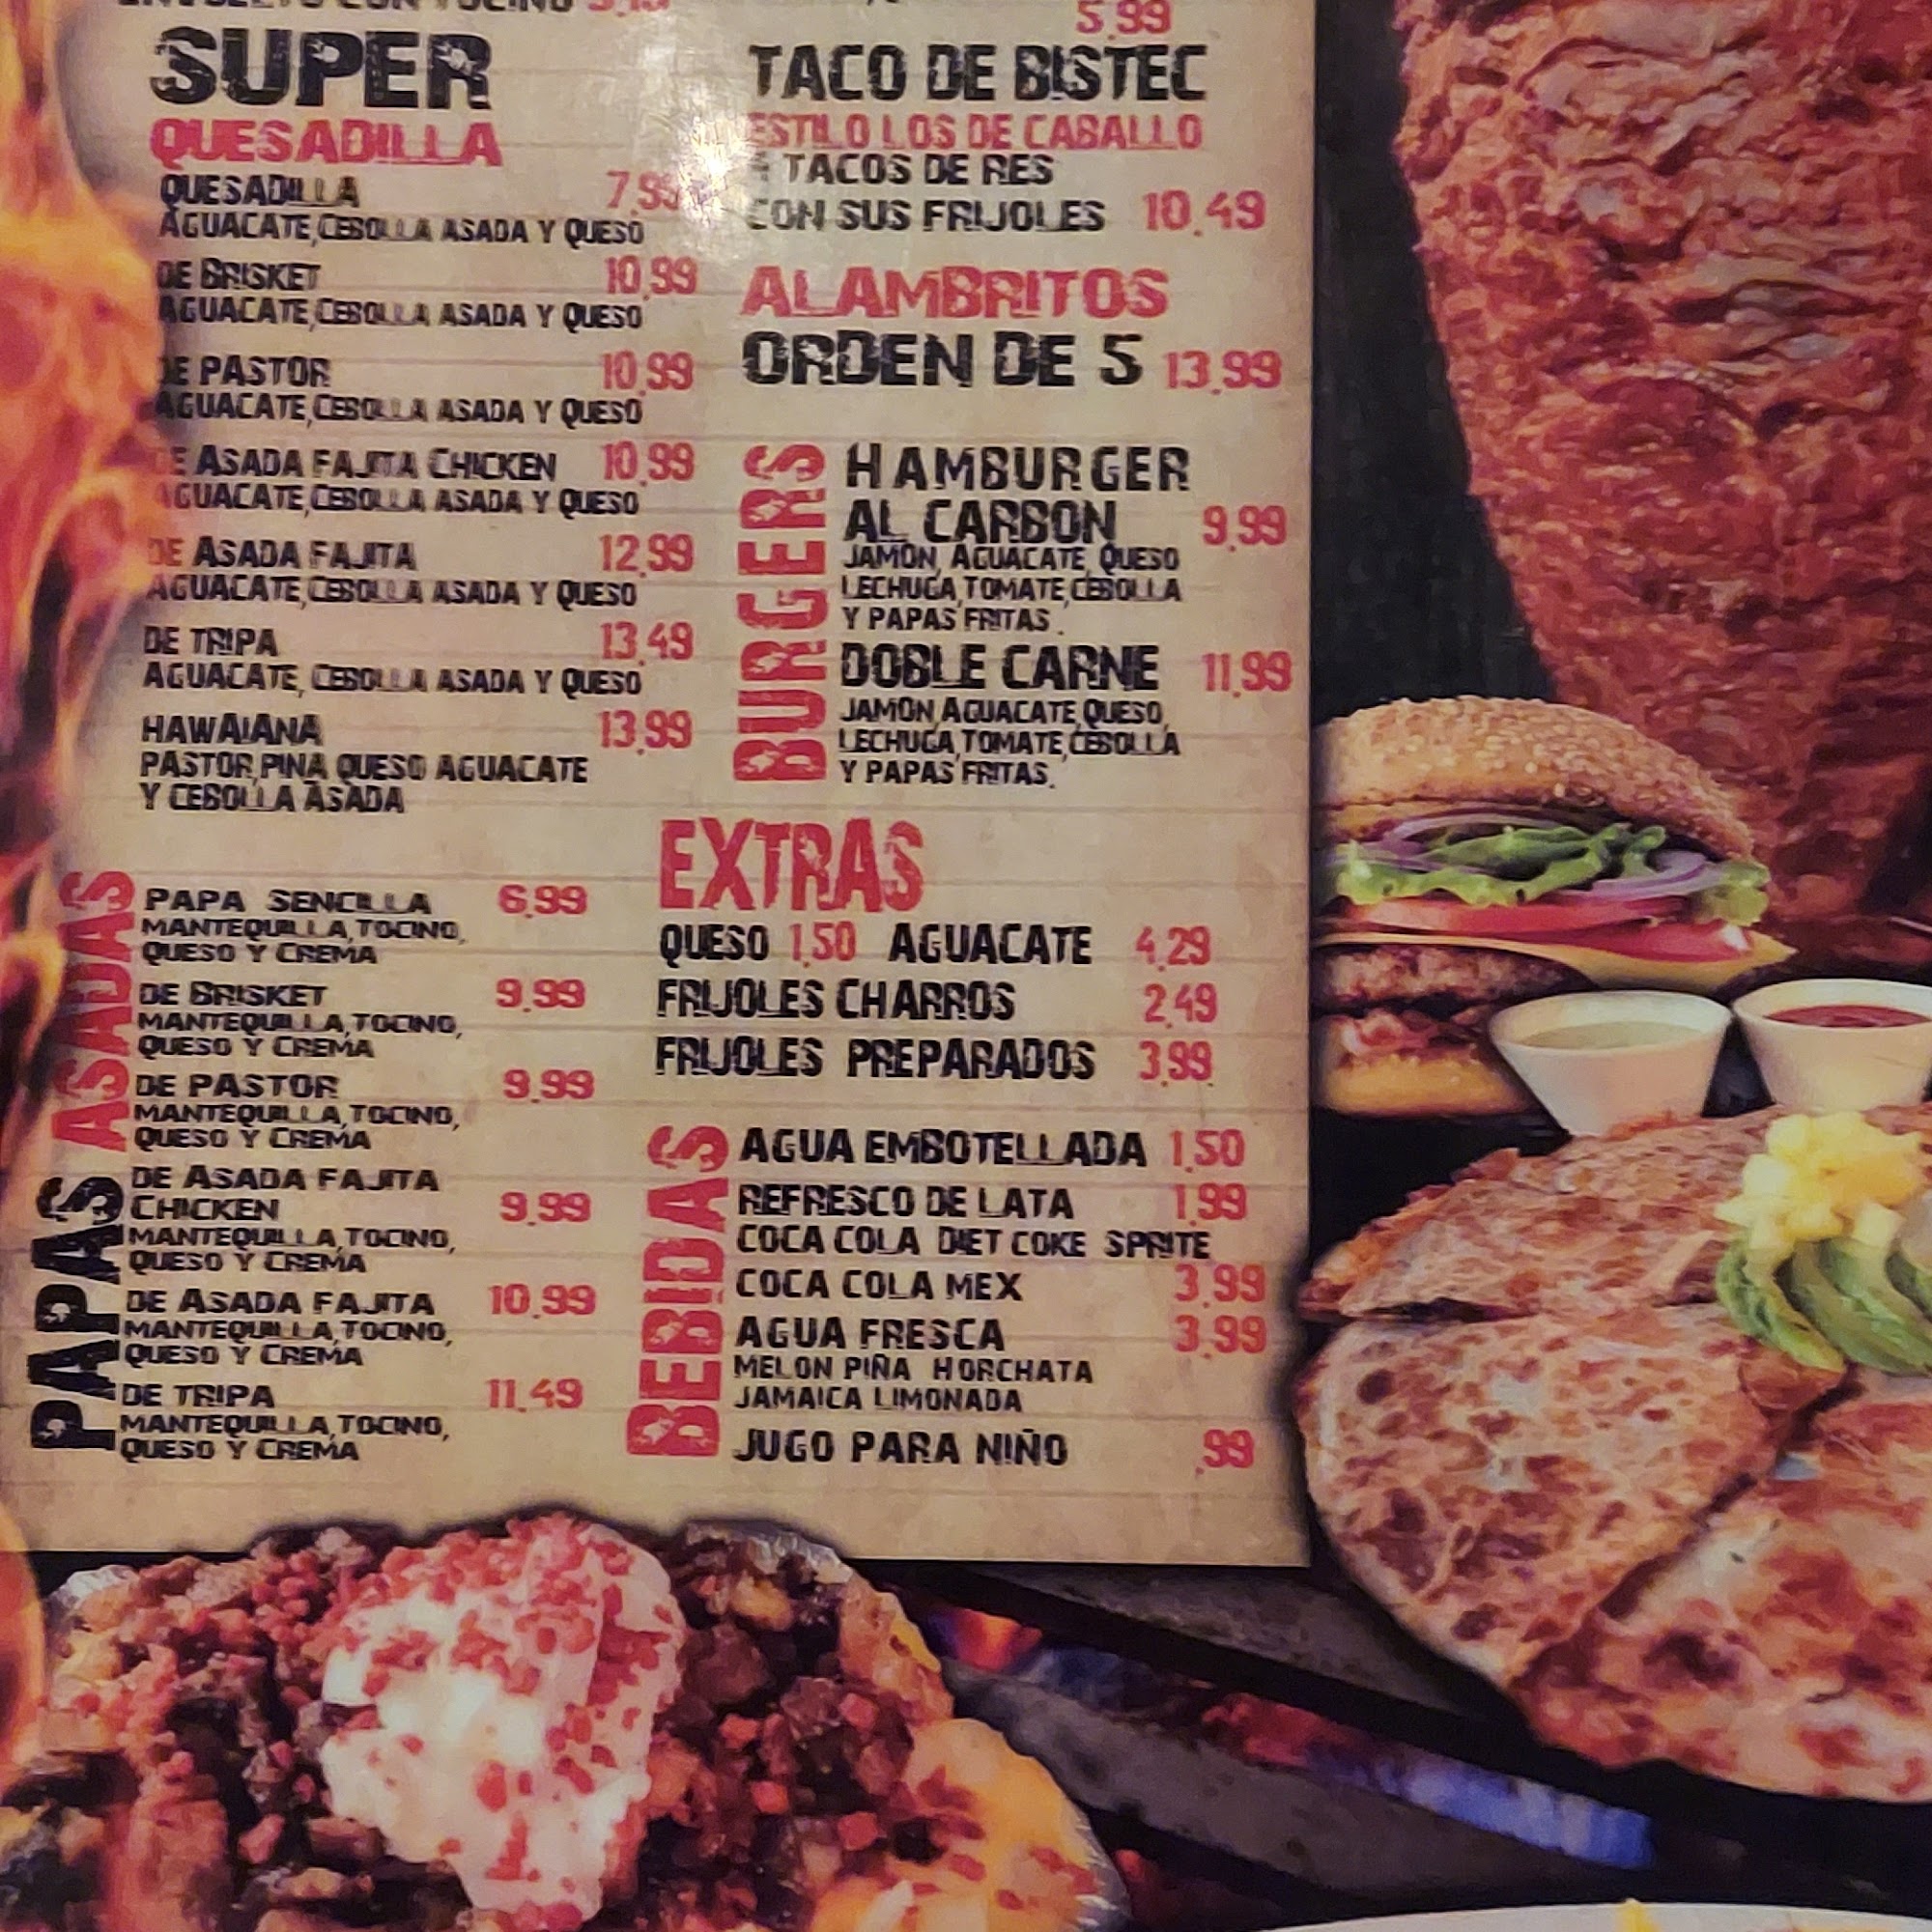 CON TOCINO
SUPER
QUESADILLA
QUESADILLA
AGUACATE,CEBOLLA ASADA Y QUESO
DE BRISKET 10.99
AGUACATE,CEBOLLA ASADA Y QUESO
DE PASTOR 10.99
AGUACATE,CEBOLLA ASADA Y QUESO
DE ASADA FAJITA CHICKEN 10.99
AGUACATE,CEBOLLA ASADA Y QUESO
DE ASADA FAJITA 12.99
AGUACATE,CEBOLLA ASADA Y QUESO
DE TRIPA 13.49
AGUACATE, CEBOLLA ASADA Y QUESO
HAWAIANA 13.99
PASTOR,PINA QUESO AGUACATE
Y CEBOLLA ASADA
PAPAS ASADAS
PAPA SENCILLA 6.99
MANTEQUILLA,TOCINO,
QUESO Y CREMA
DE BRISKET 9.99
MANTEQUILLA,TOCINO,
QUESO Y CREMA
DE PASTOR 9.99
MANTEQUILLA,TOCINO,
QUESO Y CREMA
DE ASADA FAJITA
CHICKEN 9.99
MANTEQUILLA,TOCINO,
QUESO Y CREMA
DE ASADA FAJITA 10.99
MANTEQUILLA,TOCINO,
QUESO Y CREMA
DE TRIPA 11.49
MANTEQUILLA,TOCINO,
QUESO Y CREMA
5.99
TACO DE BISTEC
ESTILO LOS DE CABALLO
TACOS DE RES
CON SUS FRIJOLES 10.49
ALAMBRITOS
ORDEN DE 5 13.99
BURGERS
HAMBURGER
AL CARBON 9.99
JAMON, AGUACATE, QUESO
LECHUGA,TOMATE,CEBOLLA
Y PAPAS FRITAS.
DOBLE CARNE 11.99
JAMON,AGUACATE,QUESO,
LECHUGA,TOMATE,CEBOLLA
Y PAPAS FRITAS.
EXTRAS
QUESO 1.50 AGUACATE 4.29
FRIJOLES CHARROS 2.49
FRIJOLES PREPARADOS 3.99
BEBIDAS
AGUA EMBOTELLADA 1.50
REFRESCO DE LATA 1.99
COCA COLA DIET COKE SPRITE
COCA COLA MEX 3.99
AGUA FRESCA 3.99
MELON PIÑA HORCHATA
JAMAICA LIMONADA
JUGO PARA NIÑO .99